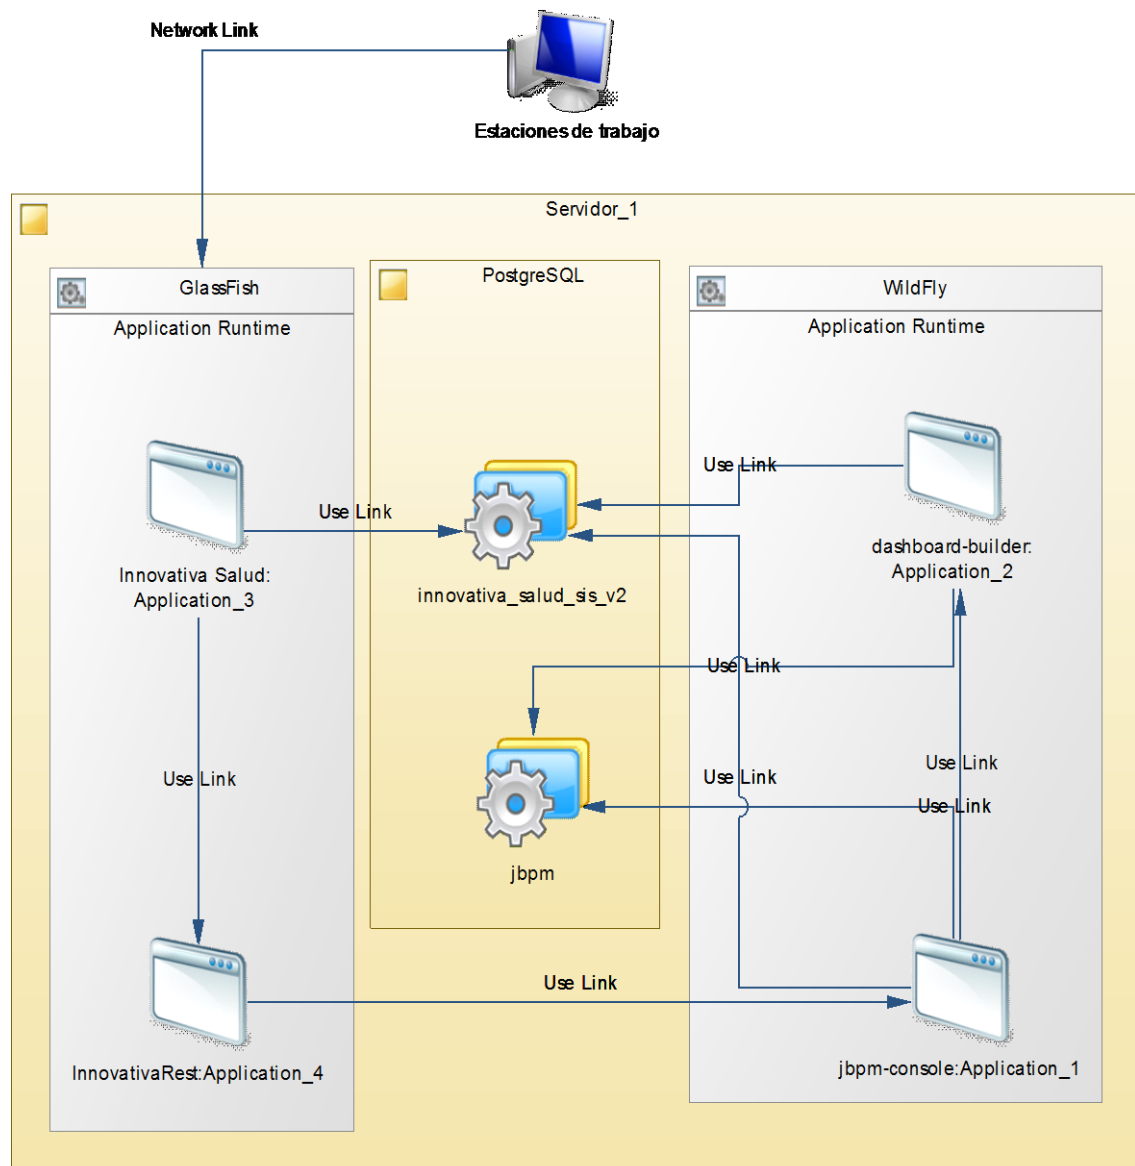 Network Link
Estaciones de trabajo
Servidor_1
GlassFish
Application Runtime
PostgreSQL
WildFly
Application Runtime
Use Link
Use Link
Innovativa Salud:
Application_3
innovativa_salud_sis_v2
dashboard-builder:
Application_2
Use Link
Use Link
Use Link
Use Link
Use Link
jbpm
Use Link
InnovativaRest:Application_4
jbpm-console:Application_1